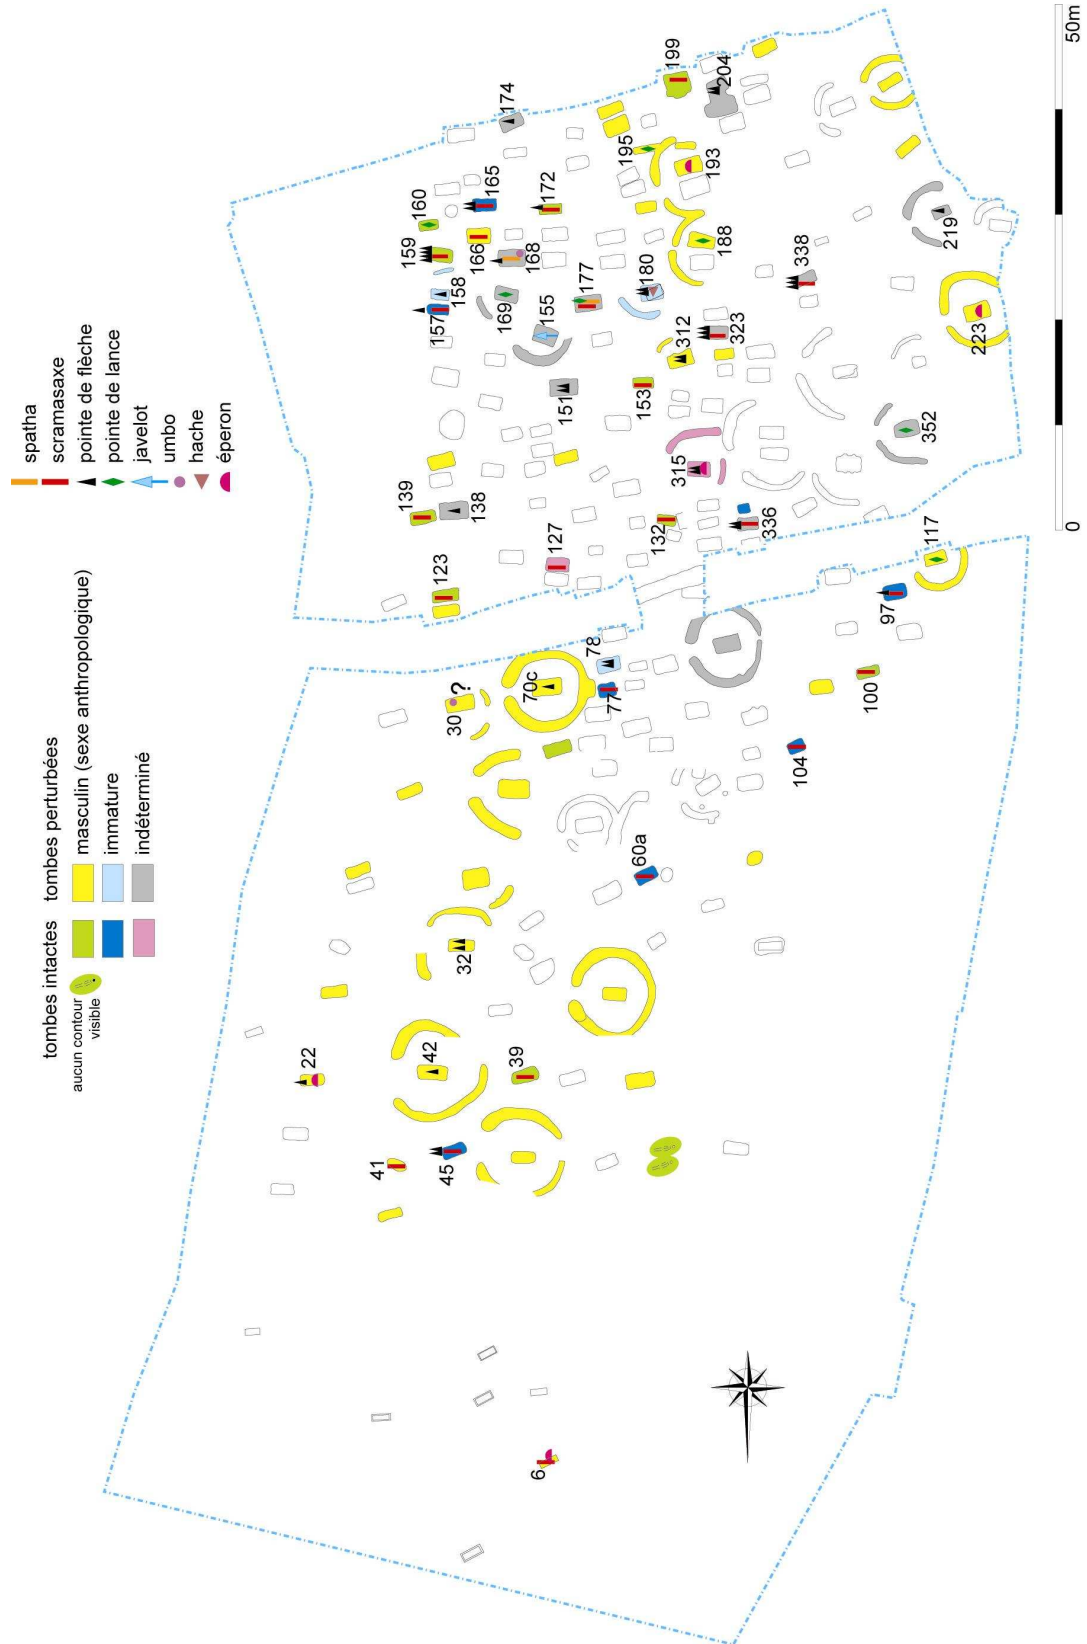 spatha
scramasaxe
pointe de flèche
pointe de lance
javelot
umbo
hache
éperon
tombes intactes
tombes perturbées
aucun contour
visible
masculin (sexe anthropologique)
immature
indéterminé
0
50m
174
199
204
165
160
172
195
193
159
166
168
188
219
158
169
177
180
338
157
155
312
323
223
151
153
352
139
138
315
336
132
127
123
117
97
78
77
70c
30 ?
100
104
60a
32
22
42
39
41
45
6